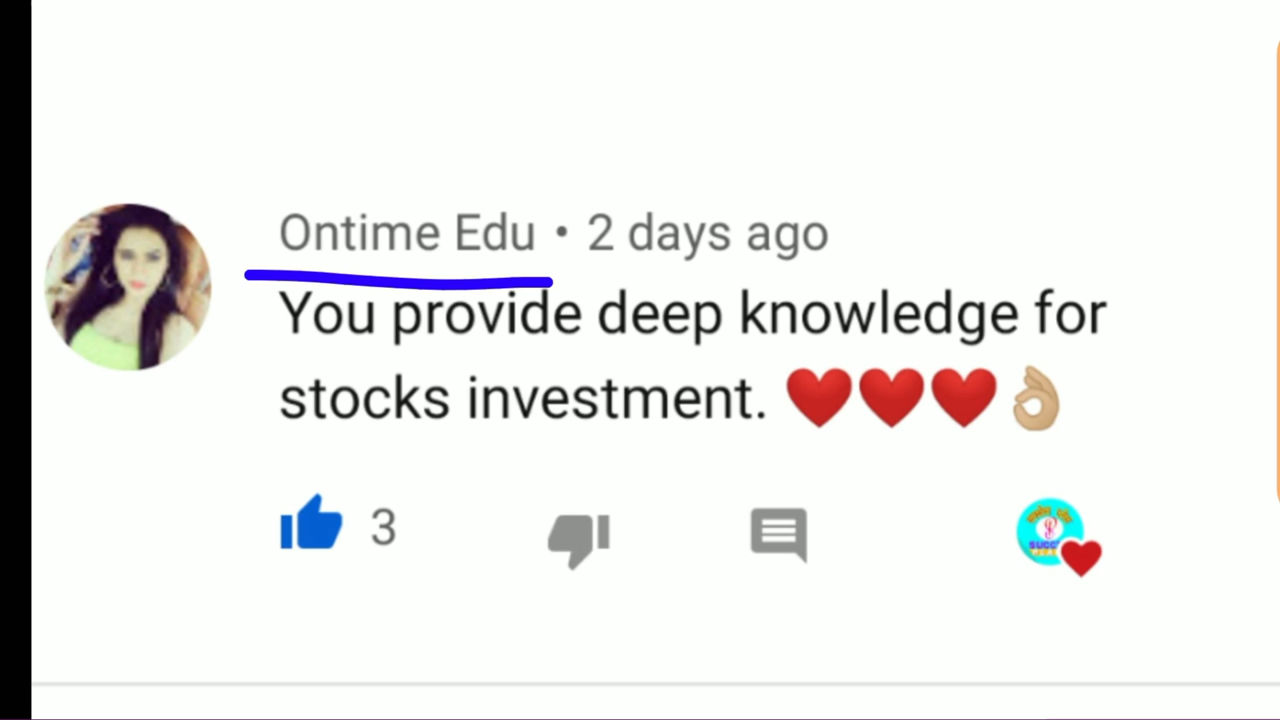 Ontime Edu • 2 days ago
You provide deep knowledge for
stocks investment. ❤️❤️❤️👌🏼
3